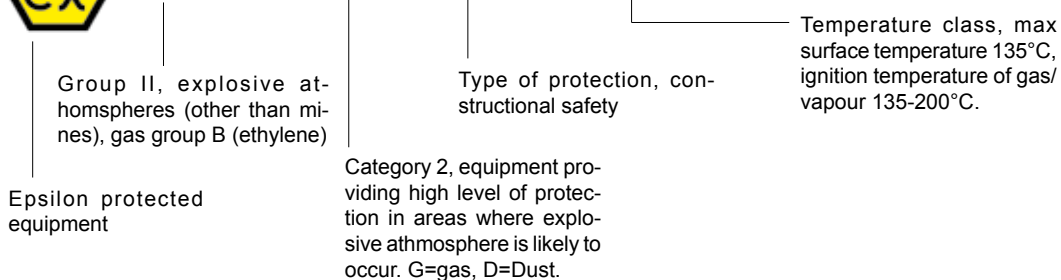 Temperature class, max
surface temperature 135°C,
ignition temperature of gas/
vapour 135-200°C.
Type of protection, con-
structional safety
Group II, explosive at-
homspheres (other than mi-
nes), gas group B (ethylene)
Category 2, equipment pro-
viding high level of protec-
tion in areas where explo-
sive athmosphere is likely to
occur. G=gas, D=Dust.
Epsilon protected
equipment